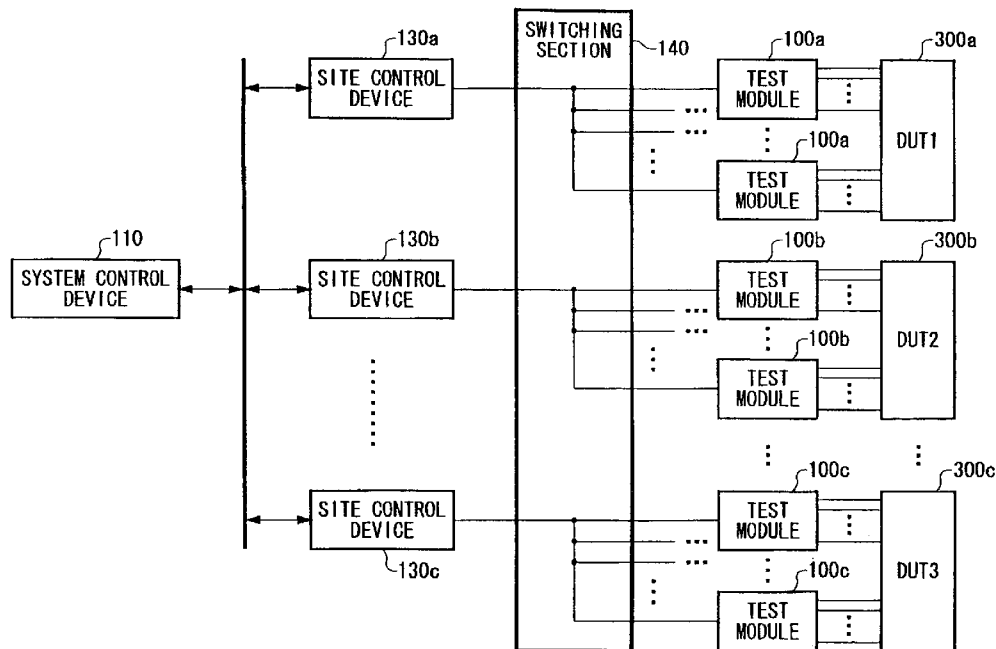 SWITCHING
SECTION
140
130a
SITE CONTROL
DEVICE
100a
TEST
MODULE
300a
DUT1
100a
TEST
MODULE
110
SYSTEM CONTROL
DEVICE
130b
SITE CONTROL
DEVICE
100b
TEST
MODULE
300b
DUT2
100b
TEST
MODULE
SITE CONTROL
DEVICE
130c
100c
TEST
MODULE
300c
DUT3
100c
TEST
MODULE